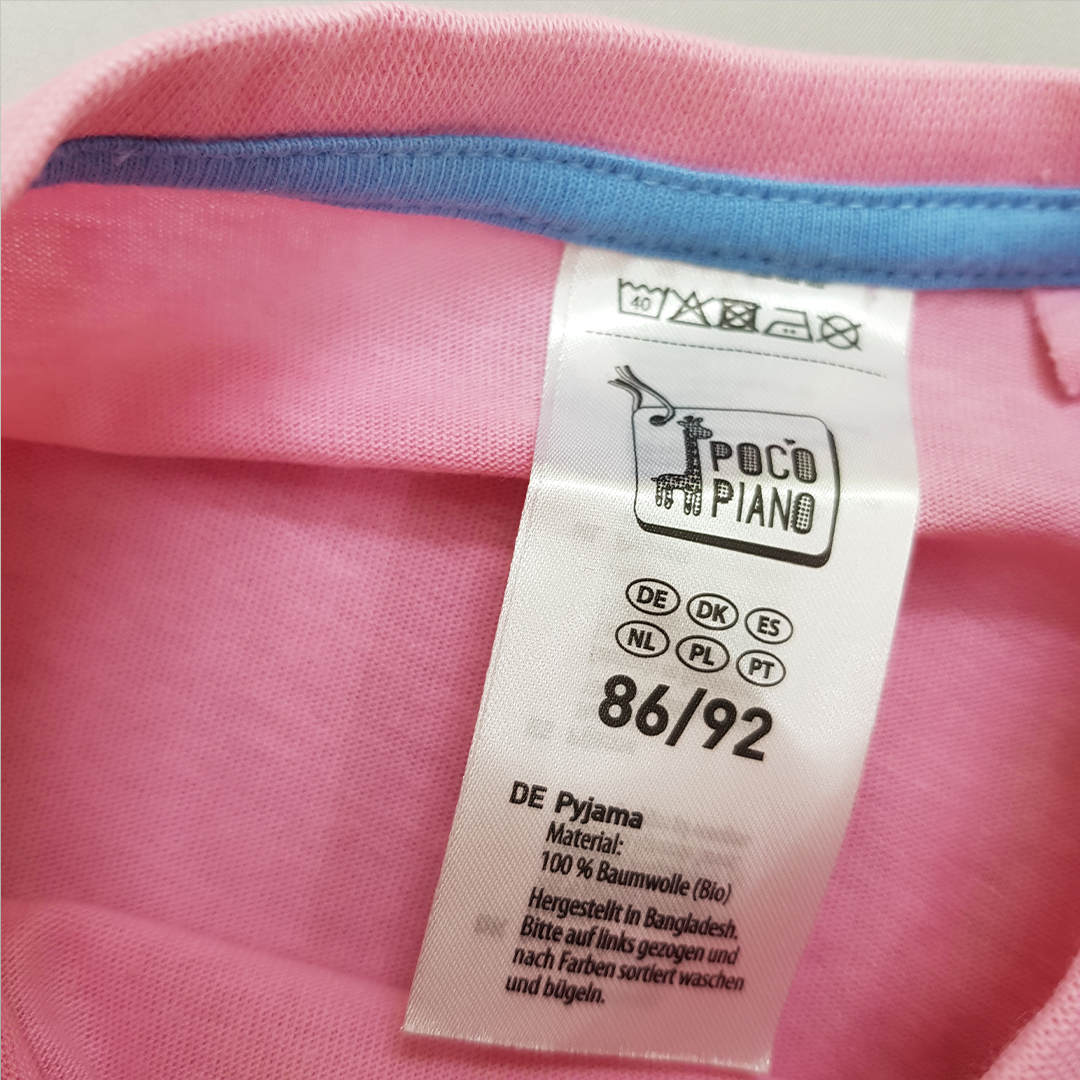 40
POCO
PIANO
DE DK ES
NL PL PT
86/92
DE Pyjama
Material:
100 % Baumwolle (Bio)
Hergestellt in Bangladesh.
Bitte auf links gezogen und
nach Farben sortiert waschen
und bügeln.